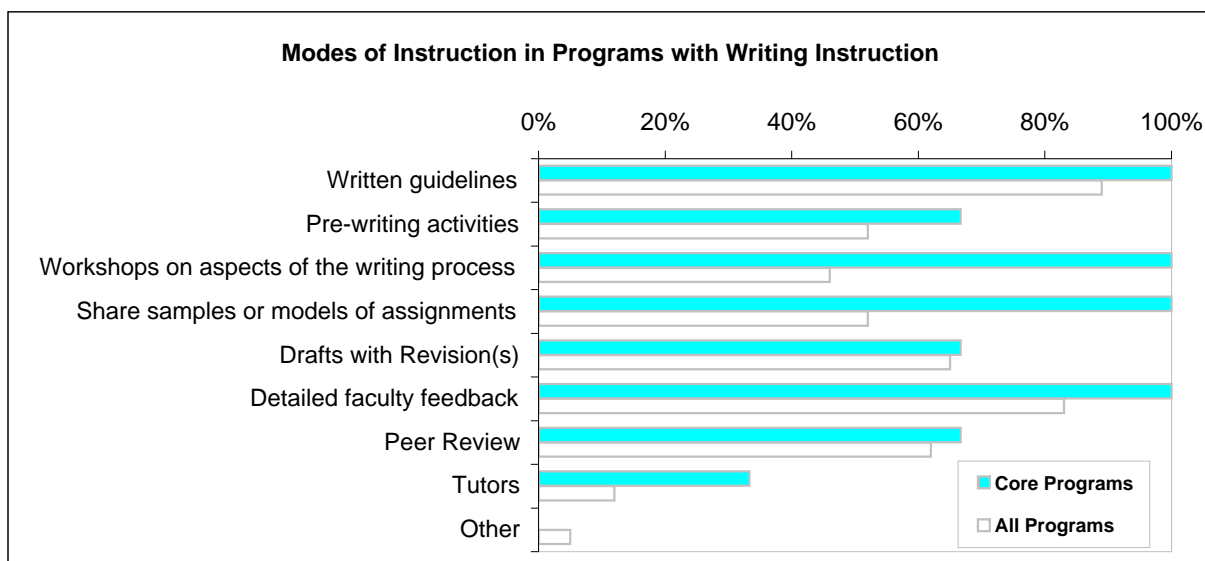 Modes of Instruction in Programs with Writing Instruction
0% 20% 40% 60% 80% 100%
Written guidelines
Pre-writing activities
Workshops on aspects of the writing process
Share samples or models of assignments
Drafts with Revision(s)
Detailed faculty feedback
Peer Review
Tutors
Other
Core Programs
All Programs